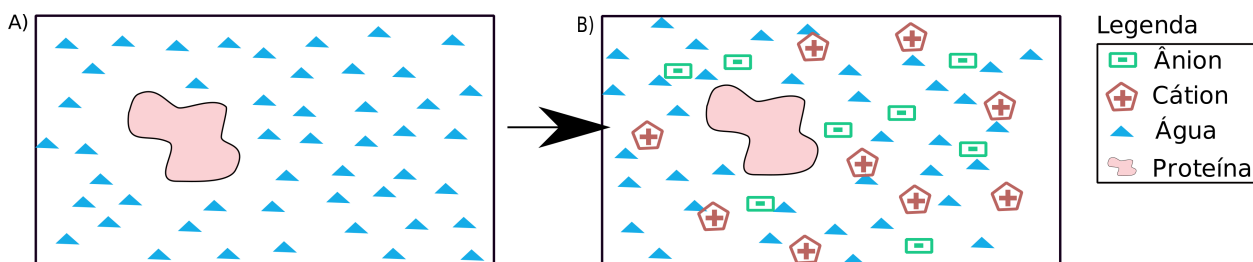 A)
B)
Legenda
Ânion
Cátion
Água
Proteína